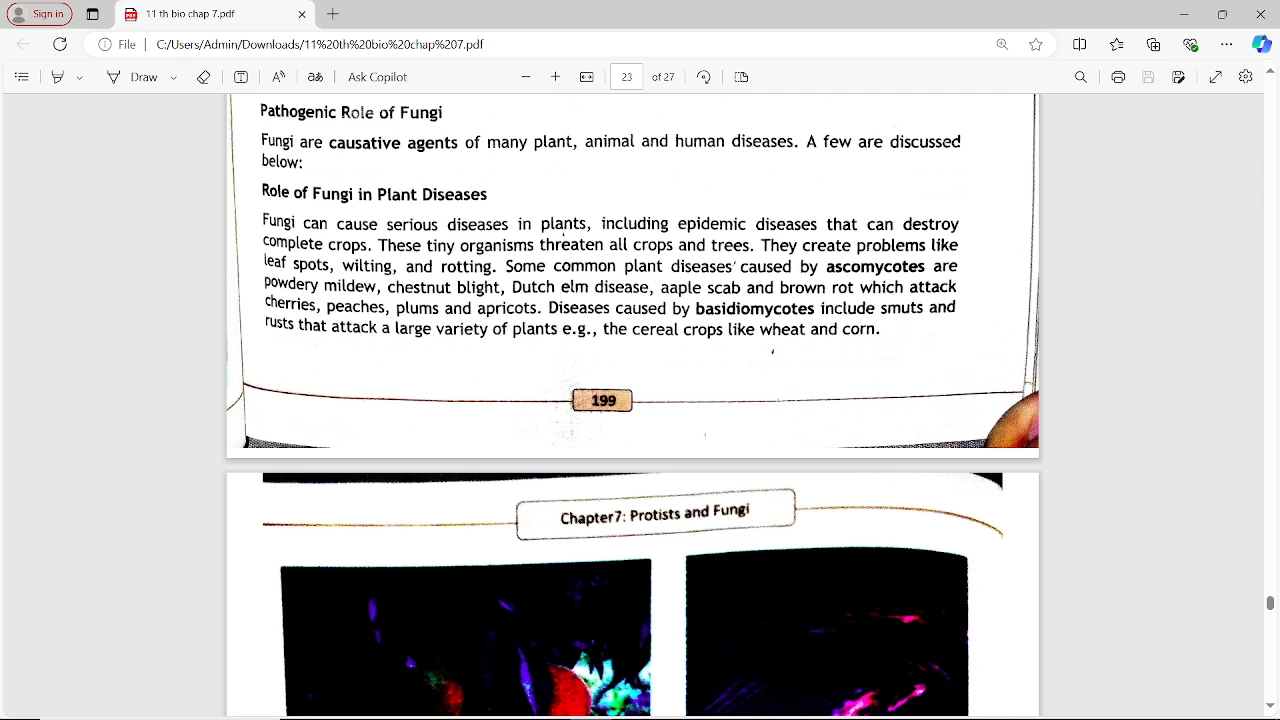 Sign in
11 th bio chap 7.pdf
File
C:/Users/Admin/Downloads/11%20th%20bio%20chap%207.pdf
Draw
Ask Copilot
23
of 27
Pathogenic Role of Fungi
Fungi are causative agents of many plant, animal and human diseases. A few are discussed
below:
Role of Fungi in Plant Diseases
Fungi can cause serious diseases in plants, including epidemic diseases that can destroy
complete crops. These tiny organisms threaten all crops and trees. They create problems like
leaf spots, wilting, and rotting. Some common plant diseases caused by ascomycotes are
powdery mildew, chestnut blight, Dutch elm disease, aaple scab and brown rot which attack
cherries, peaches, plums and apricots. Diseases caused by basidiomycotes include smuts and
rusts that attack a large variety of plants e.g., the cereal crops like wheat and corn.
199
Chapter7: Protists and Fungi